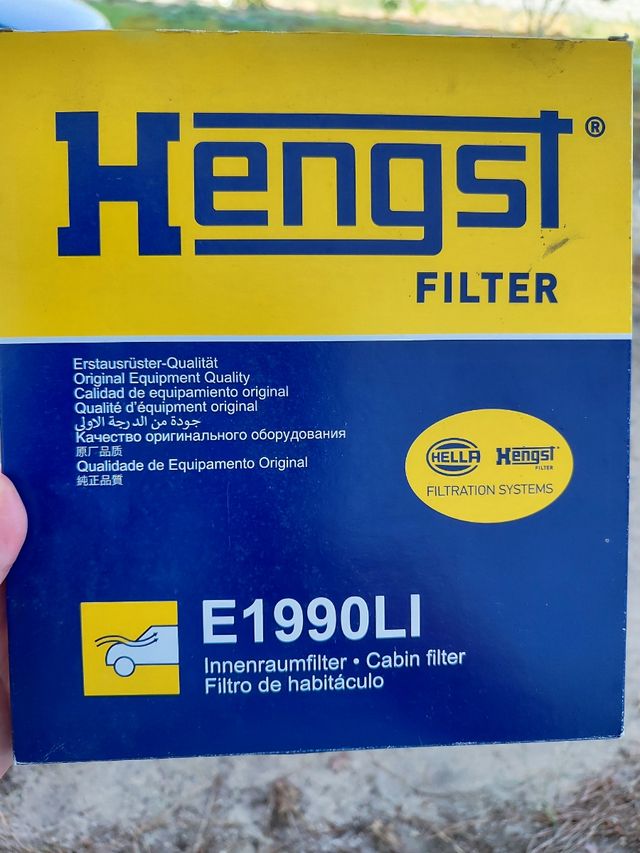 Hengst®
FILTER
Erstausrüster-Qualität
Original Equipment Quality
Calidad de equipamiento original
Qualité d'équipment original
جودة من الدرجة الاولى
Качество оригинального оборудования
原厂品质
Qualidade de Equipamento Original
純正品質
HELLA Hengst
FILTER
FILTRATION SYSTEMS
E1990LI
Innenraumfilter • Cabin filter
Filtro de habitáculo